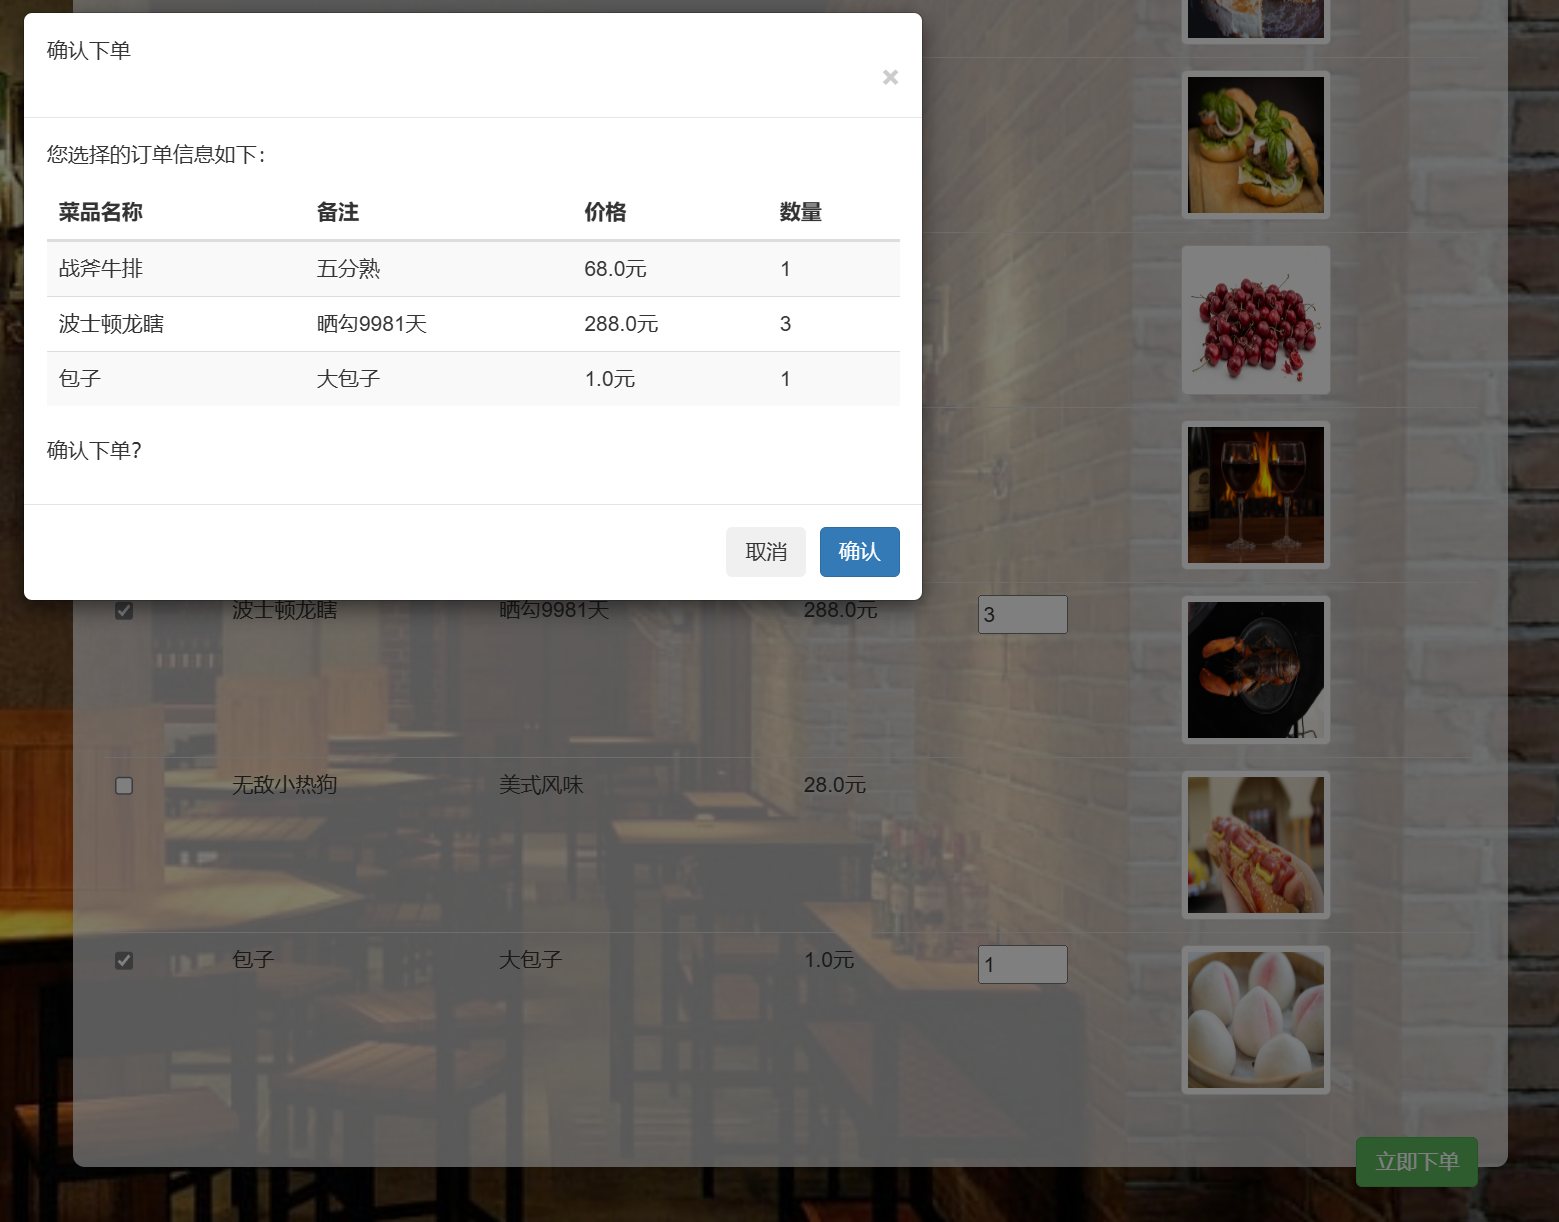 确认下单
×
您选择的订单信息如下：
菜品名称 备注 价格 数量
战斧牛排 五分熟 68.0元 1
波士顿龙瞎 晒勾9981天 288.0元 3
包子 大包子 1.0元 1
确认下单？
取消 确认
波士顿龙瞎 晒勾9981天 288.0元 3
无敌小热狗 美式风味 28.0元
包子 大包子 1.0元 1
立即下单